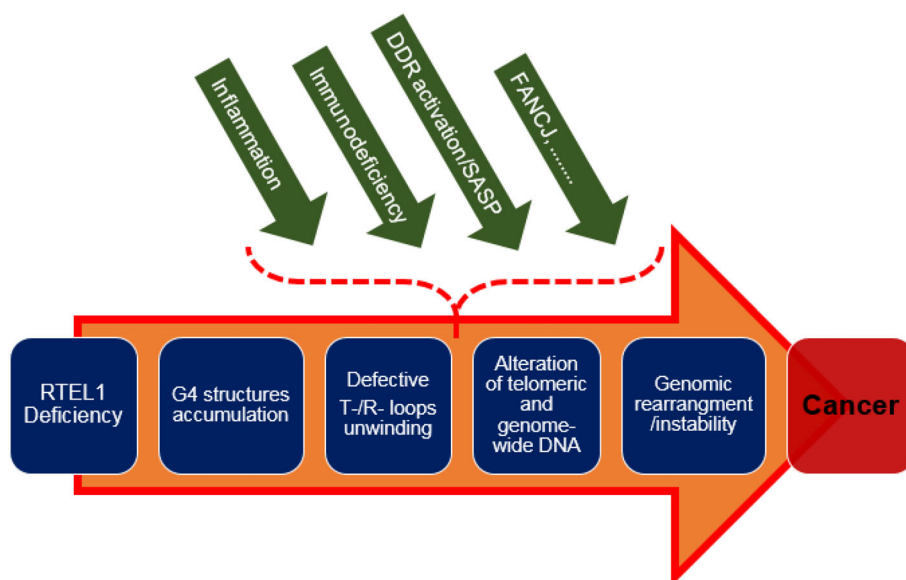 Inflammation
Immunodeficiency
DDR activation/SASP
FANCJ, ........
RTEL1
Deficiency
G4 structures
accumulation
Defective
T-/R- loops
unwinding
Alteration
of telomeric
and
genome-
wide DNA
Genomic
rearrangment
/instability
Cancer